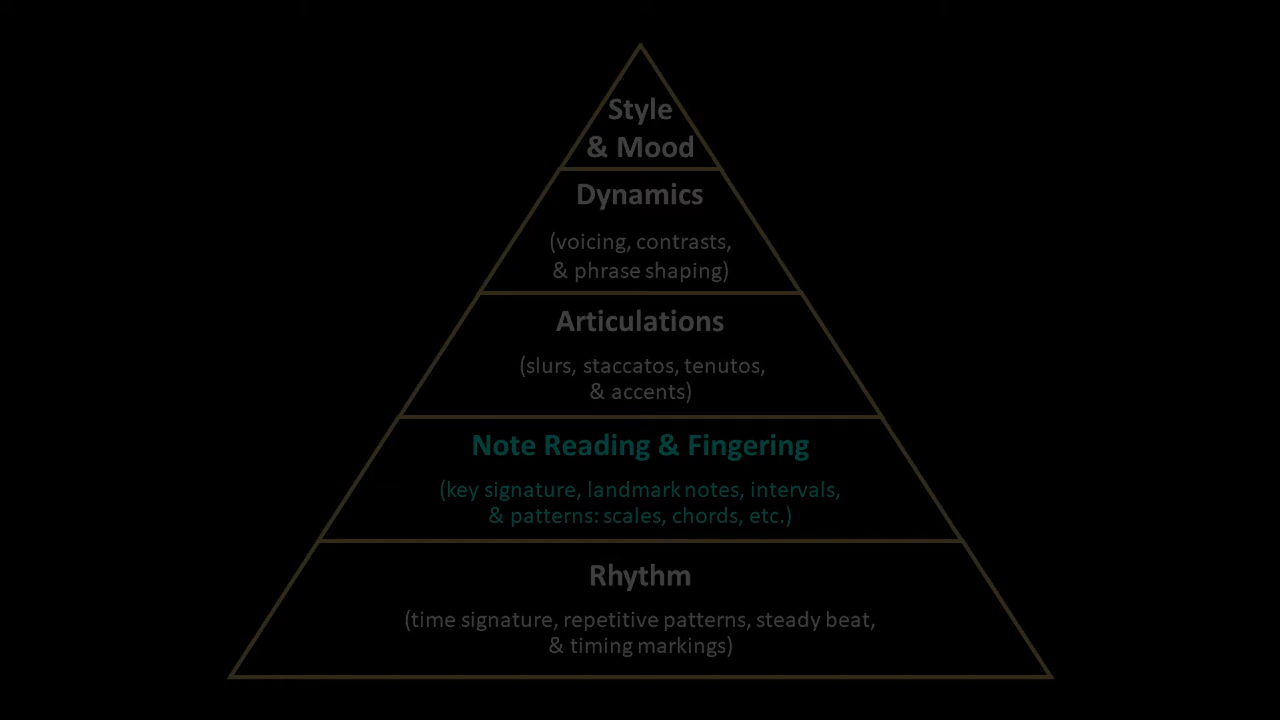 Style
& Mood
Dynamics
(voicing, contrasts,
& phrase shaping)
Articulations
(slurs, staccatos, tenutos,
& accents)
Note Reading & Fingering
(key signature, landmark notes, intervals,
& patterns: scales, chords, etc.)
Rhythm
(time signature, repetitive patterns, steady beat,
& timing markings)